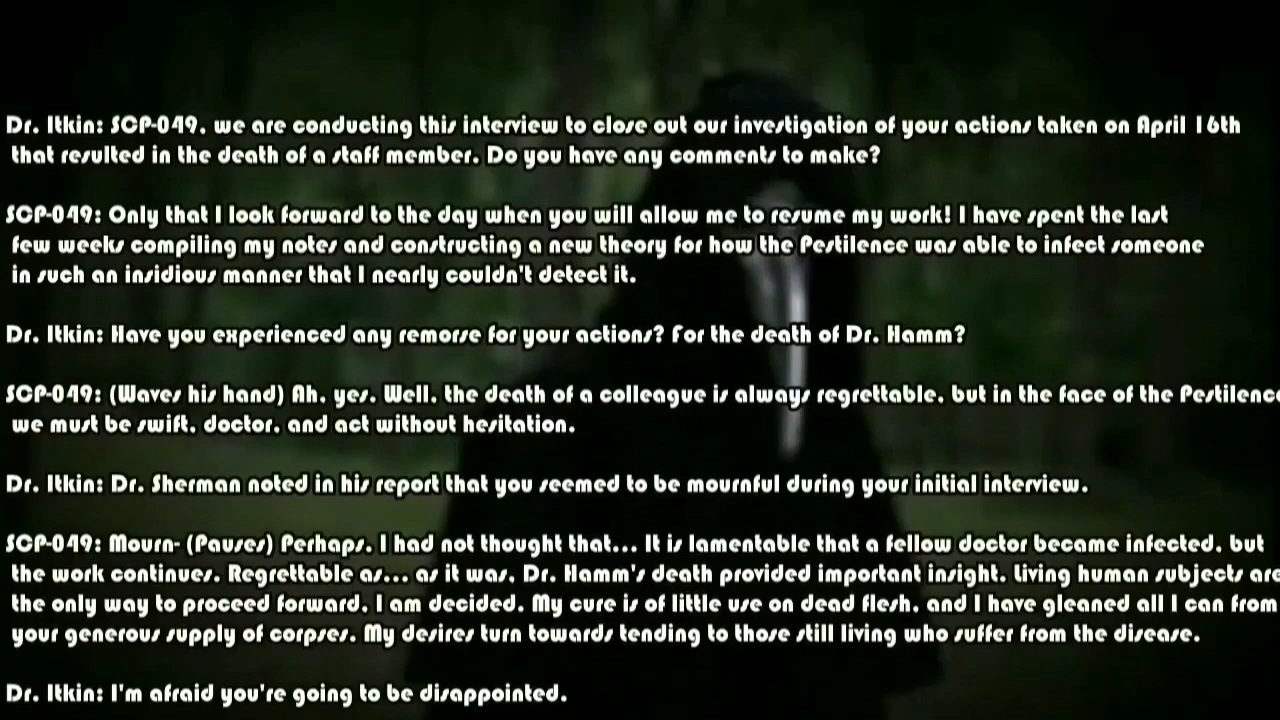 Dr. Itkin: SCP-049, we are conducting this interview to close out our investigation of your actions taken on April 16th
that resulted in the death of a staff member. Do you have any comments to make?
SCP-049: Only that I look forward to the day when you will allow me to resume my work! I have spent the last
few weeks compiling my notes and constructing a new theory for how the Pestilence was able to infect someone
in such an insidious manner that I nearly couldn't detect it.
Dr. Itkin: Have you experienced any remorse for your actions? For the death of Dr. Hamm?
SCP-049: (Waves his hand) Ah, yes. Well, the death of a colleague is always regrettable, but in the face of the Pestilence
we must be swift, doctor, and act without hesitation.
Dr. Itkin: Dr. Sherman noted in his report that you seemed to be mournful during your initial interview.
SCP-049: Mourn- (Pauses) Perhaps. I had not thought that... It is lamentable that a fellow doctor became infected, but
the work continues. Regrettable as... as it was, Dr. Hamm's death provided important insight. Living human subjects are
the only way to proceed forward. I am decided. My cure is of little use on dead flesh, and I have gleaned all I can from
your generous supply of corpses. My desires turn towards tending to those still living who suffer from the disease.
Dr. Itkin: I'm afraid you're going to be disappointed.